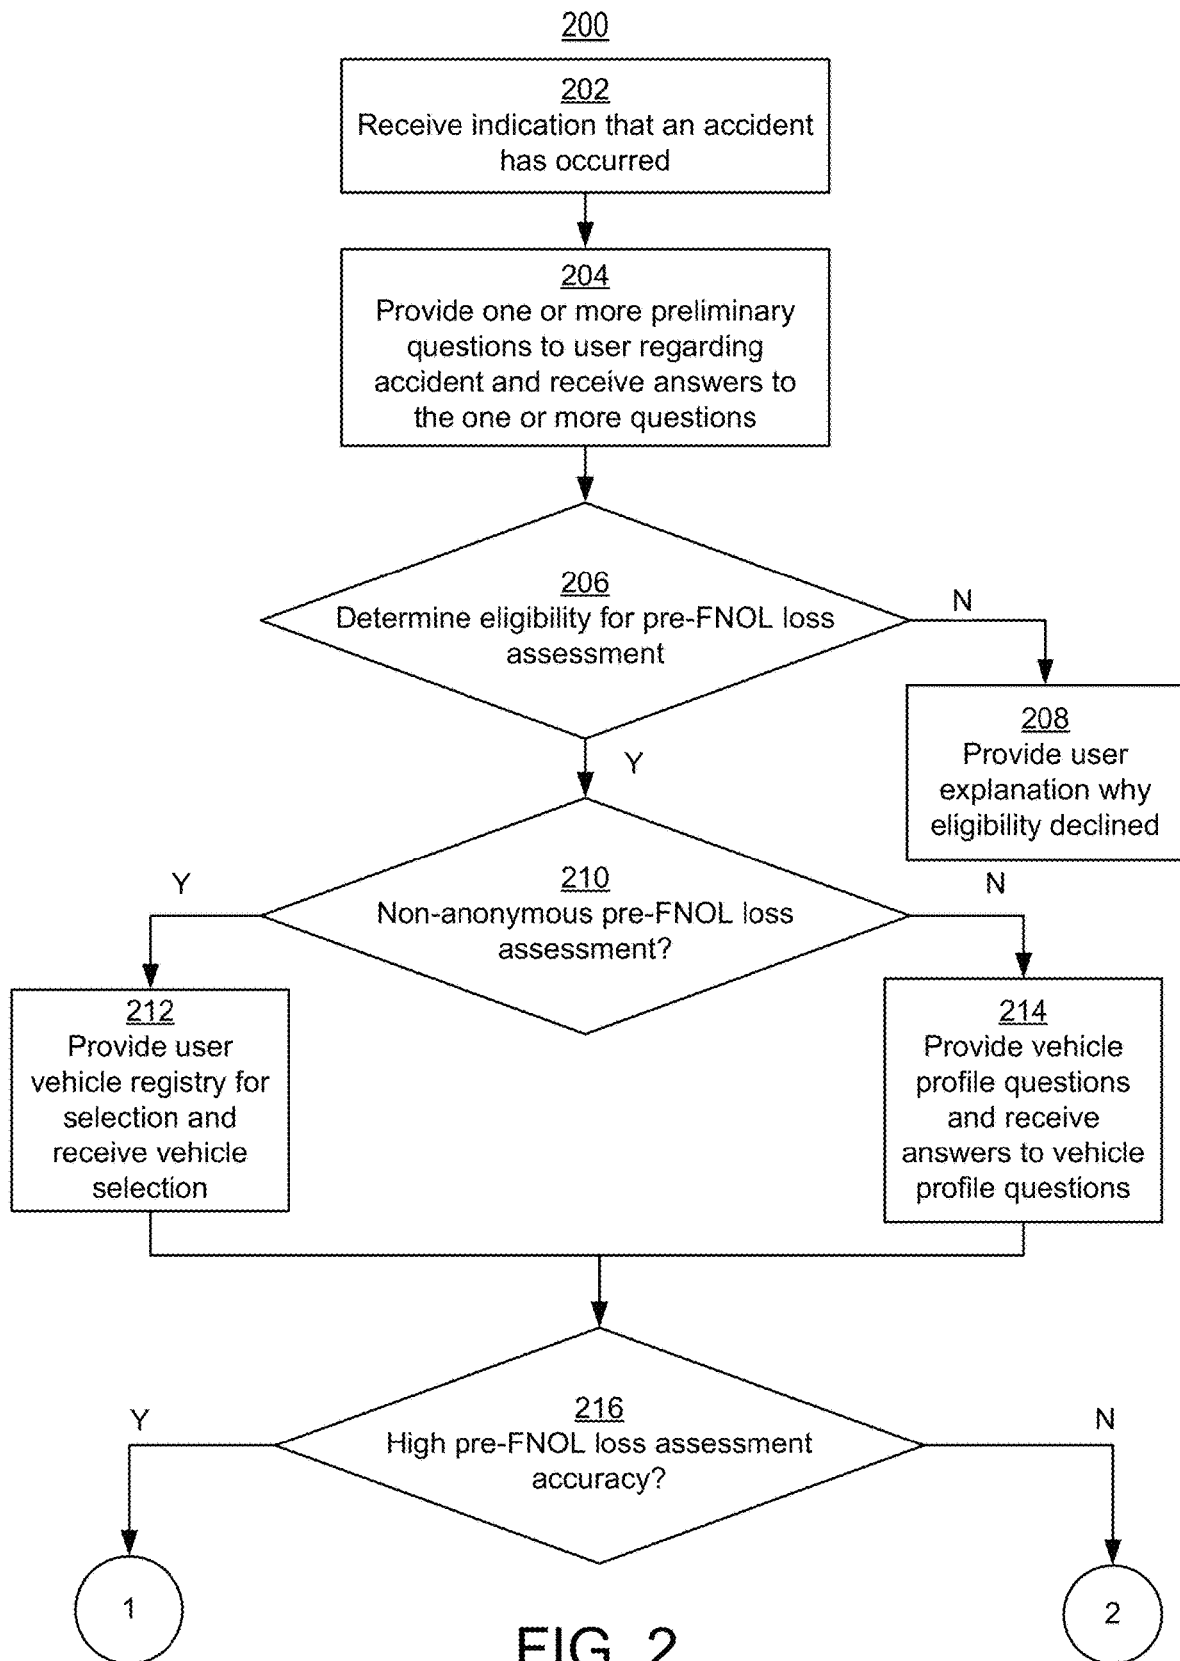 200
202
Receive indication that an accident
has occurred
204
Provide one or more preliminary
questions to user regarding
accident and receive answers to
the one or more questions
206
Determine eligibility for pre-FNOL loss
assessment
N
Y
208
Provide user
explanation why
eligibility declined
210
Non-anonymous pre-FNOL loss
assessment?
Y
N
212
Provide user
vehicle registry for
selection and
receive vehicle
selection
214
Provide vehicle
profile questions
and receive
answers to vehicle
profile questions
216
High pre-FNOL loss assessment
accuracy?
Y
N
1
2
FIG. 2